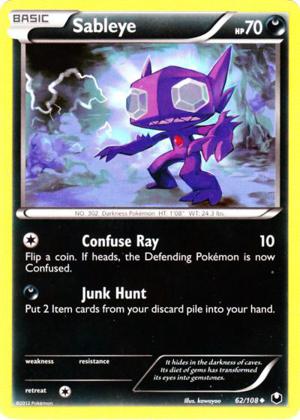 BASIC
Sableye
HP70
NO. 302 Darkness Pokémon HT: 1'08" WT: 24.3 lbs.
Confuse Ray 10
Flip a coin. If heads, the Defending Pokémon is now
Confused.
Junk Hunt
Put 2 Item cards from your discard pile into your hand.
weakness resistance
It hides in the darkness of caves.
Its diet of gems has transformed
its eyes into gemstones.
retreat
©2012 Pokémon
Illus. kawayoo
62/108